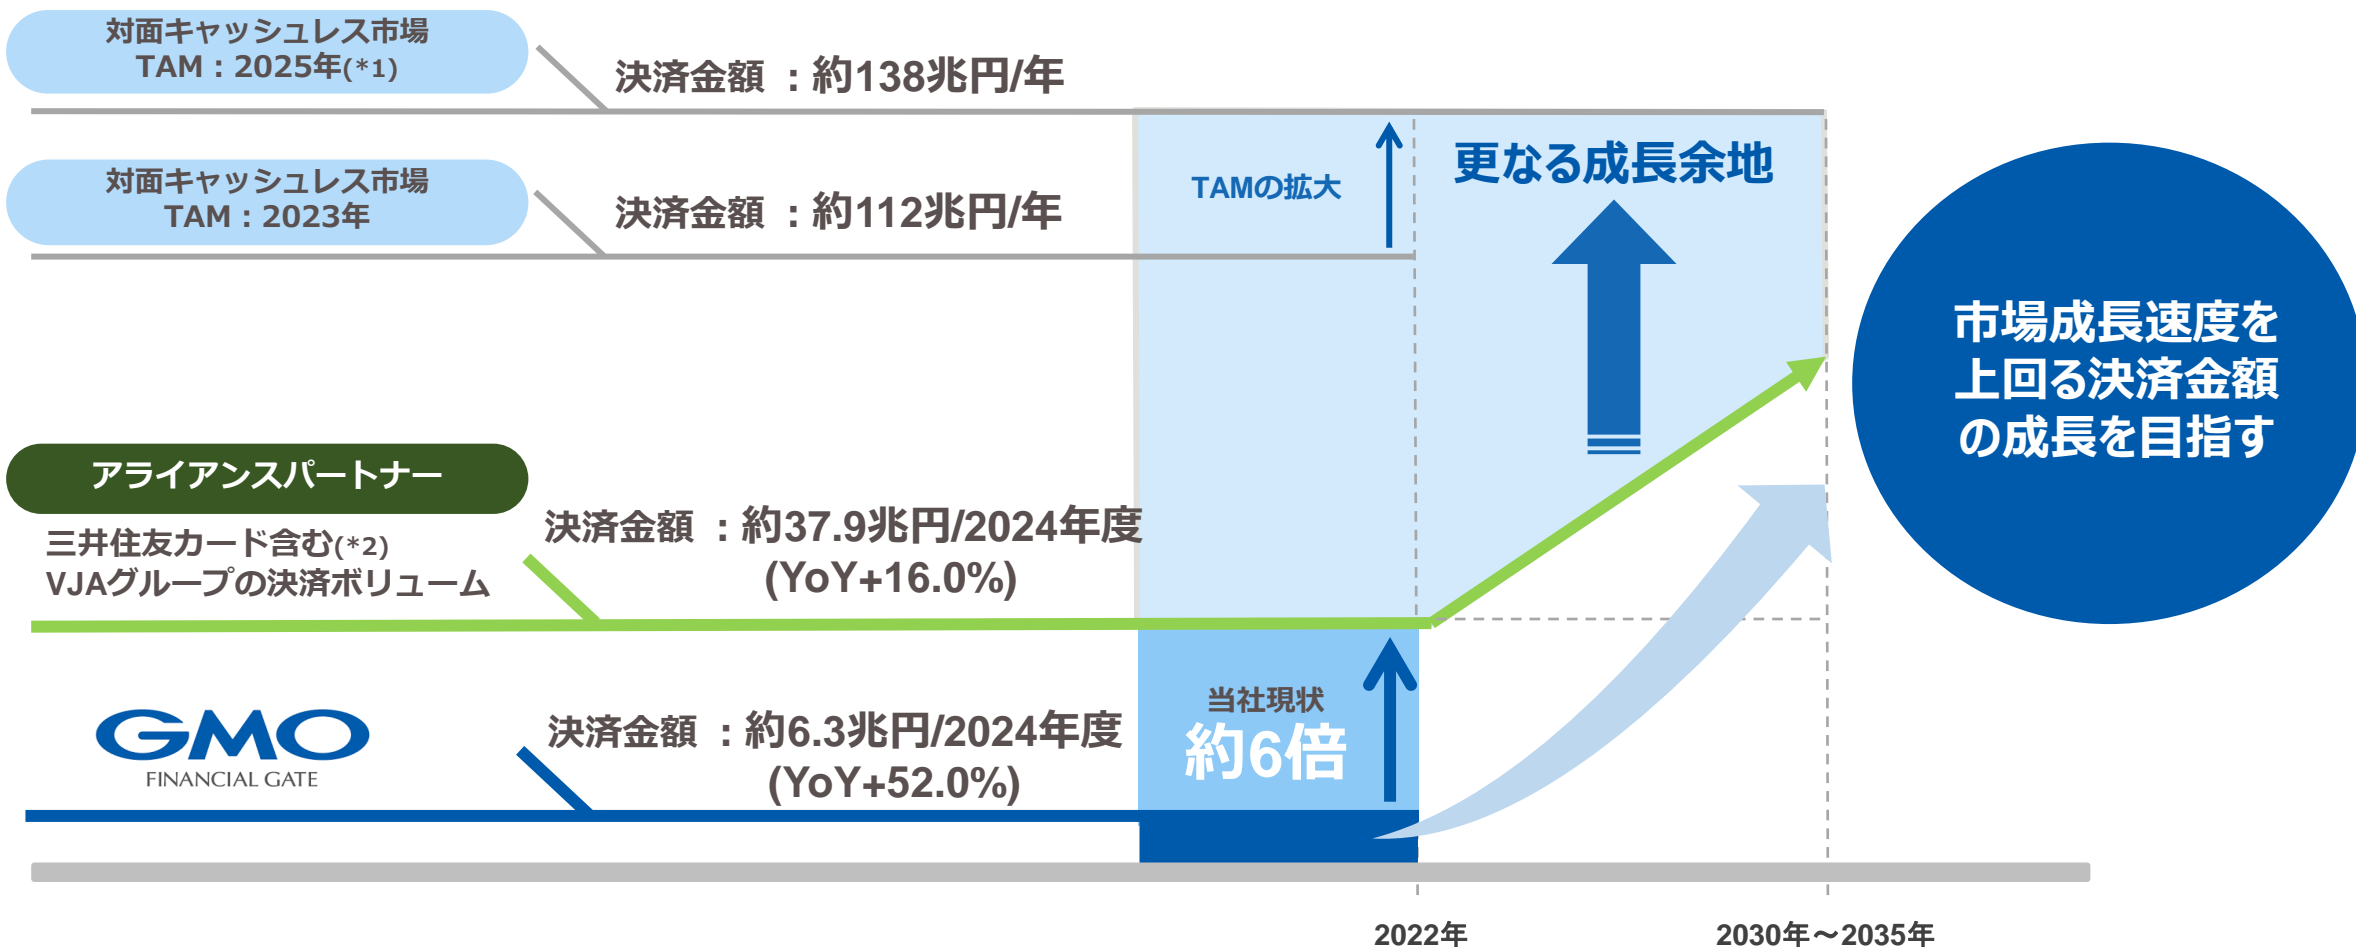 対面キャッシュレス市場
TAM：2025年(*1)
決済金額 ：約138兆円/年
対面キャッシュレス市場
TAM：2023年
決済金額 ：約112兆円/年
TAMの拡大
更なる成長余地
市場成長速度を
上回る決済金額
の成長を目指す
アライアンスパートナー
三井住友カード含む(*2)
VJAグループの決済ボリューム
決済金額 ：約37.9兆円/2024年度
(YoY+16.0%)
GMO
FINANCIAL GATE
決済金額 ：約6.3兆円/2024年度
(YoY+52.0%)
当社現状
約6倍
2022年
2030年～2035年